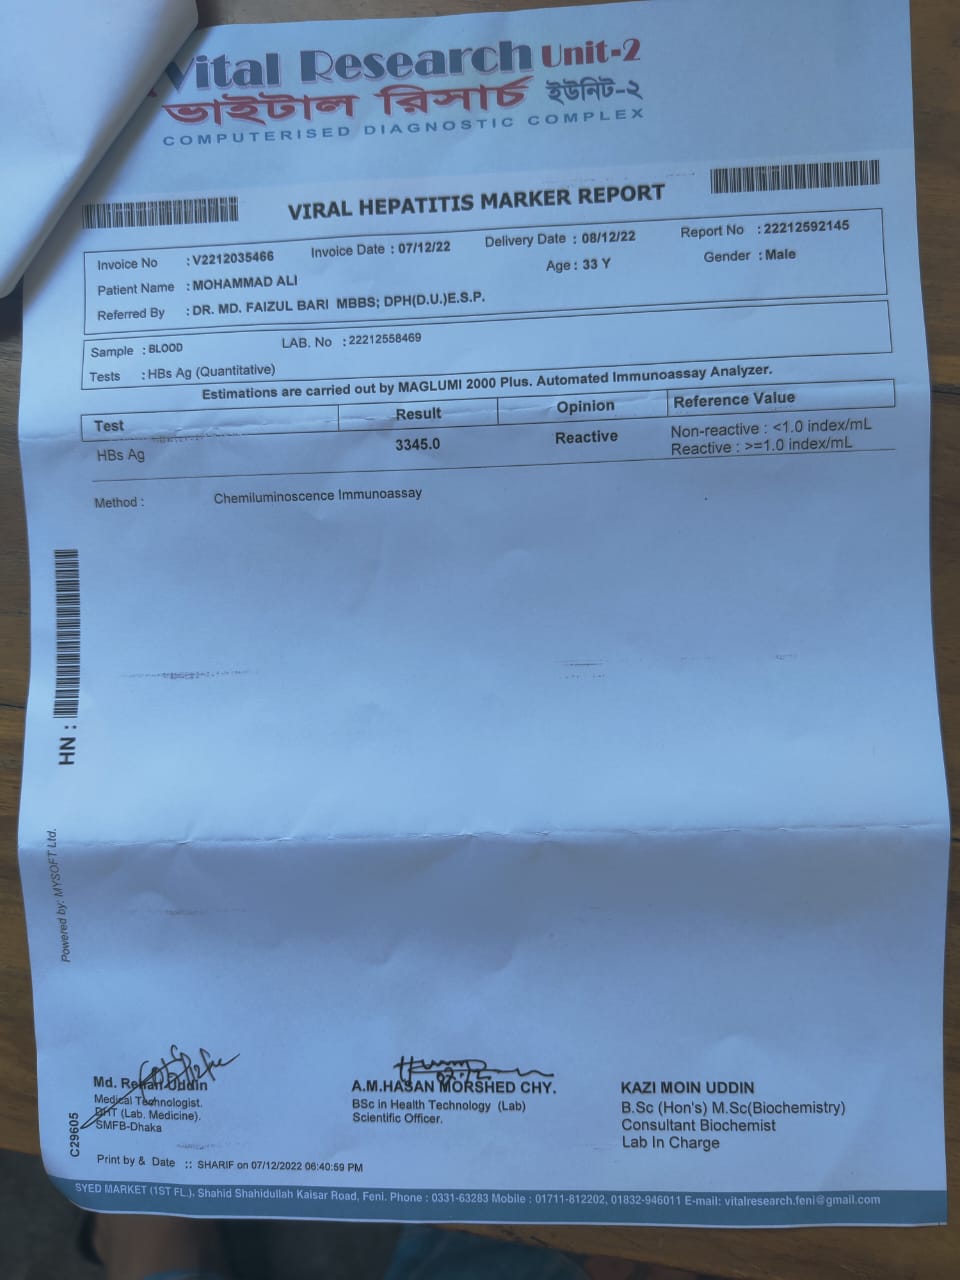 Vital Research Unit-2
ভাইটাল রিসার্চ ইউনিট-২
COMPUTERISED DIAGNOSTIC COMPLEX
VIRAL HEPATITIS MARKER REPORT
Invoice No : V2212035466 Invoice Date : 07/12/22 Delivery Date : 08/12/22 Report No : 22212592145
Patient Name : MOHAMMAD ALI Age : 33 Y Gender : Male
Referred By : DR. MD. FAIZUL BARI MBBS; DPH(D.U.)E.S.P.
Sample : BLOOD LAB. No : 22212558469
Tests : HBs Ag (Quantitative)
Estimations are carried out by MAGLUMI 2000 Plus. Automated Immunoassay Analyzer.
Test Result Opinion Reference Value
HBs Ag 3345.0 Reactive Non-reactive : <1.0 index/mL
Reactive : >=1.0 index/mL
Method : Chemiluminoscence Immunoassay
HN :
Powered by: MYSOFT Ltd.
C29605
Md. Uddin
Medical Technologist.
DHT (Lab. Medicine).
SMFB-Dhaka
A.M.HASAN MORSHED CHY.
BSc in Health Technology (Lab)
Scientific Officer.
KAZI MOIN UDDIN
B.Sc (Hon's) M.Sc(Biochemistry)
Consultant Biochemist
Lab In Charge
Print by & Date :: SHARIF on 07/12/2022 06:40:59 PM
SYED MARKET (1ST FL.), Shahid Shahidullah Kaisar Road, Feni. Phone : 0331-63283 Mobile : 01711-812202, 01832-946011 E-mail: vitalresearch.feni@gmail.com